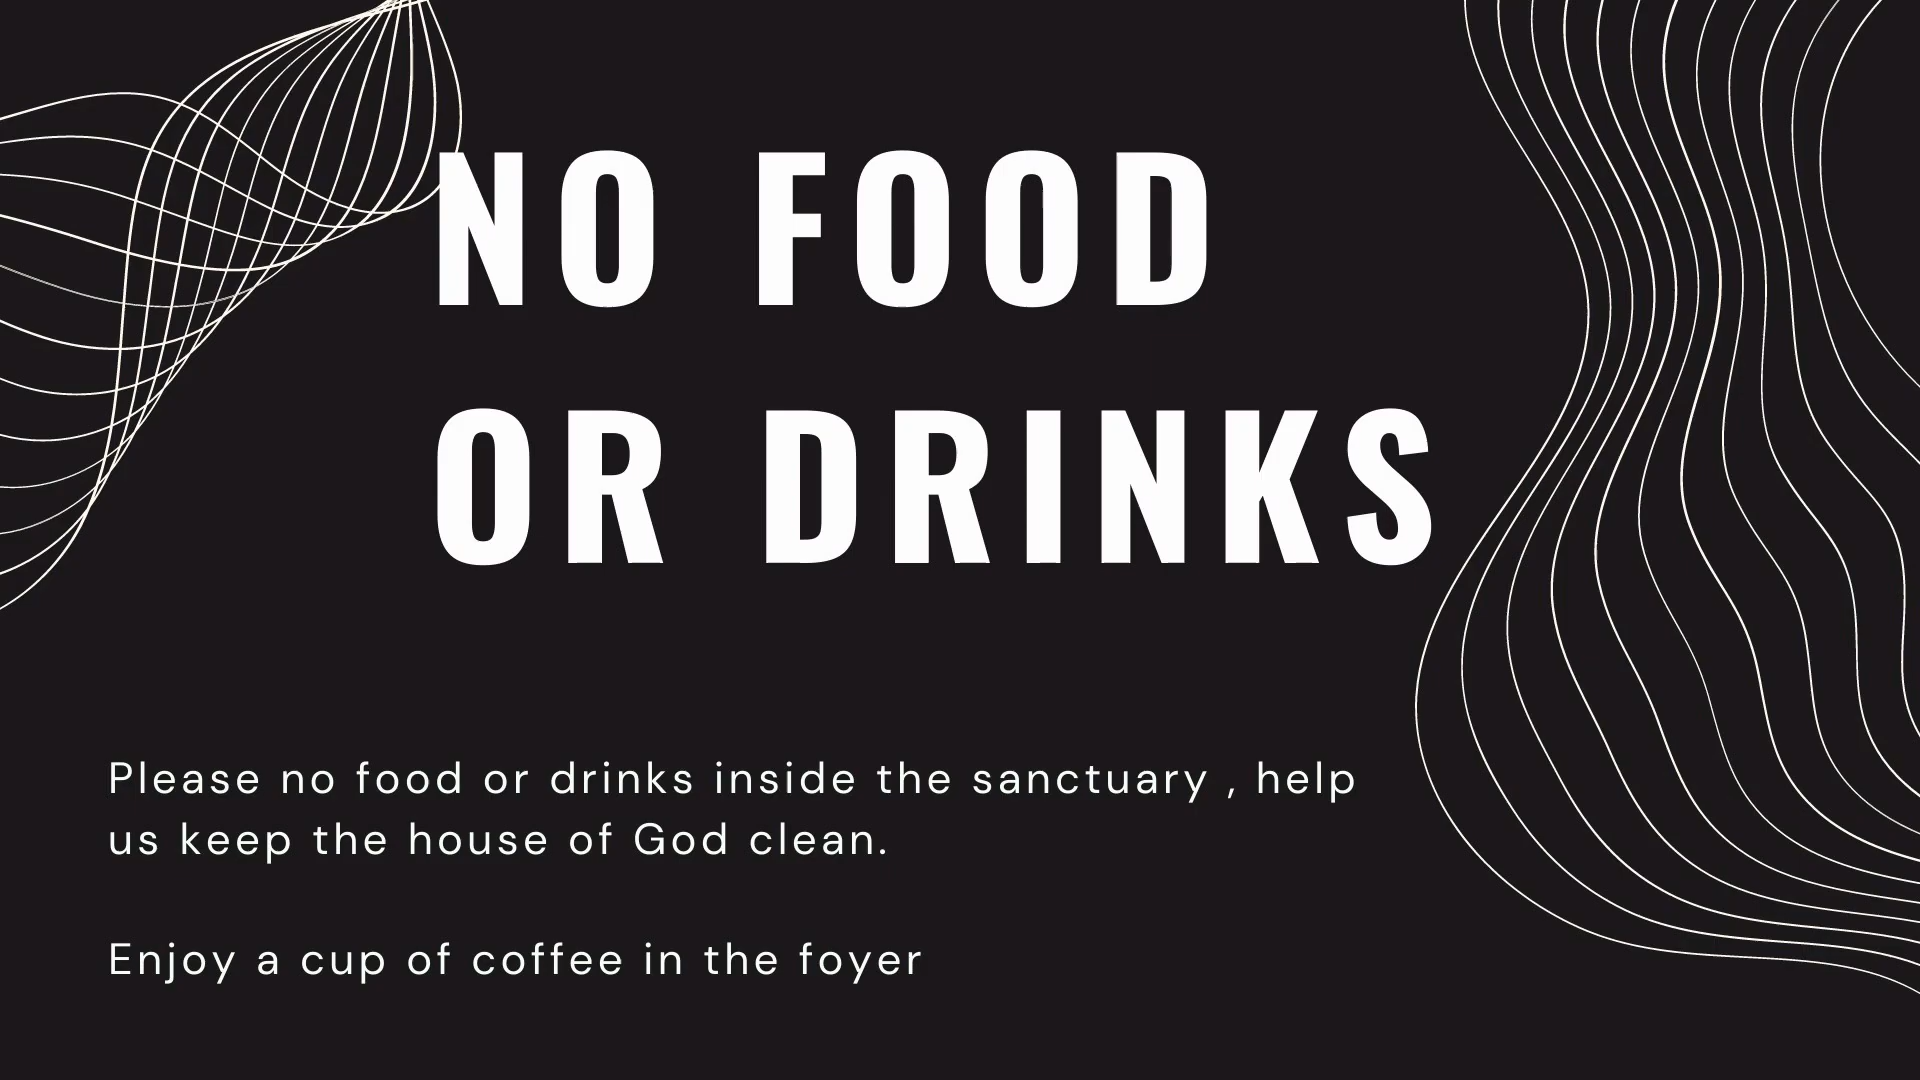 NO FOOD
OR DRINKS
Please no food or drinks inside the sanctuary , help
us keep the house of God clean.
Enjoy a cup of coffee in the foyer